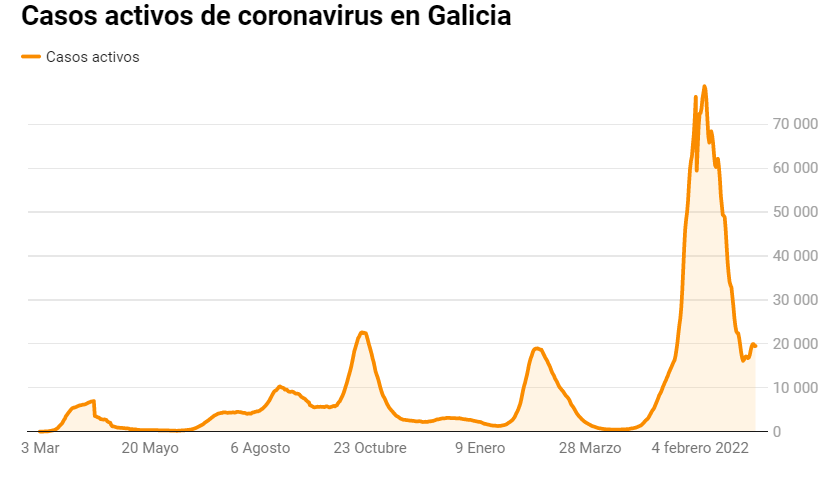 Casos activos de coronavirus en Galicia
Casos activos
70 000
60 000
50 000
40 000
30 000
20 000
10 000
0
3 Mar 20 Mayo 6 Agosto 23 Octubre 9 Enero 28 Marzo 4 febrero 2022